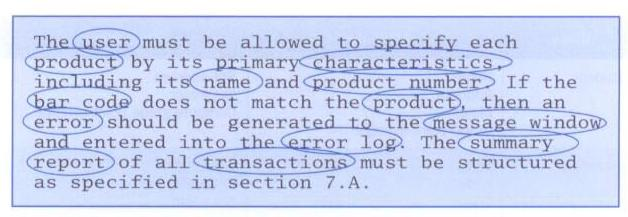 The user must be allowed to specify each
product by its primary characteristics,
including its name and product number. If the
bar code does not match the product, then an
error should be generated to the message window
and entered into the error log. The summary
report of all transactions must be structured
as specified in section 7.A.